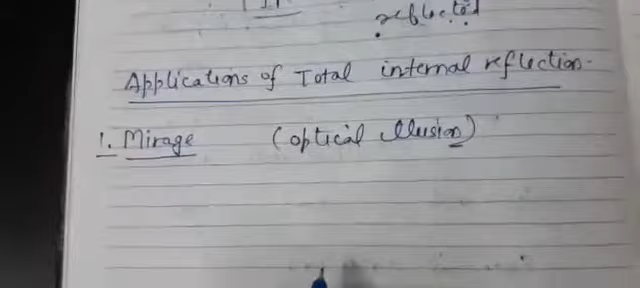 reflected
Applications of Total internal reflection.
1. Mirage (optical illusion)